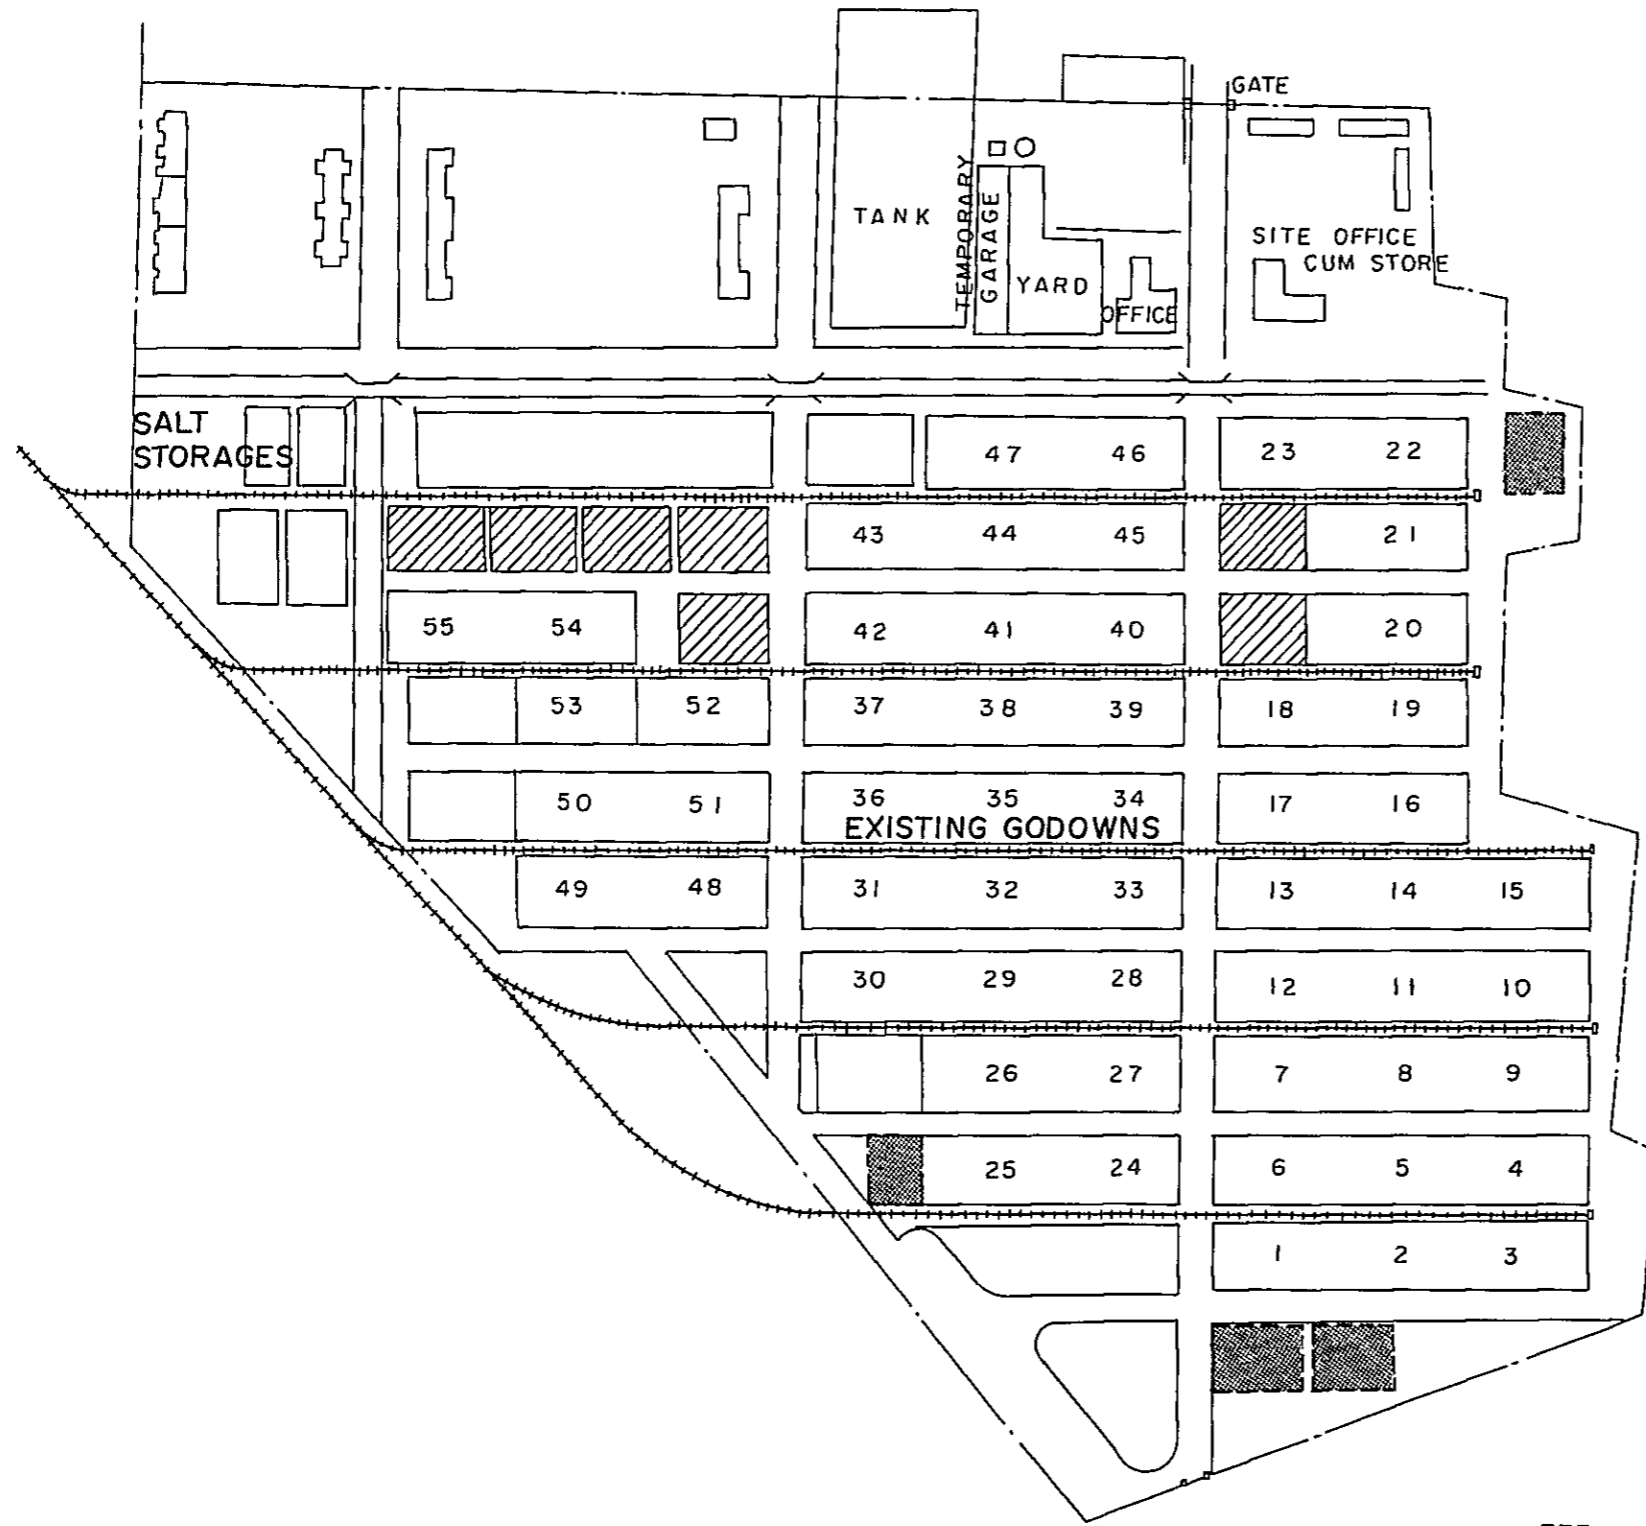 GATE
TANK
TEMPORARY
GARAGE
YARD
OFFICE
SITE OFFICE
CUM STORE
SALT
STORAGES
47 46 23 22
43 44 45 21
55 54 42 41 40 20
53 52 37 38 39 18 19
50 51 36 35 34 17 16
EXISTING GODOWNS
49 48 31 32 33 13 14 15
30 29 28 12 11 10
26 27 7 8 9
25 24 6 5 4
1 2 3